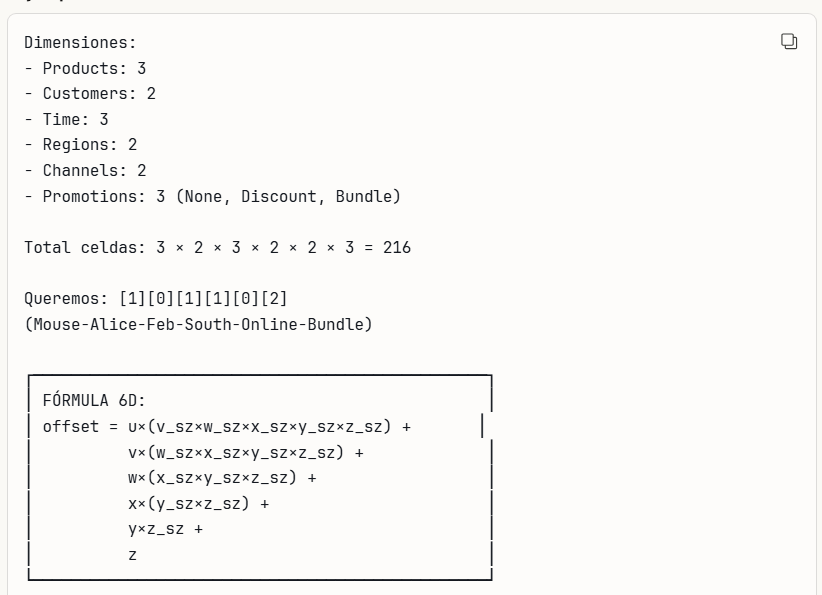 Dimensiones:
- Products: 3
- Customers: 2
- Time: 3
- Regions: 2
- Channels: 2
- Promotions: 3 (None, Discount, Bundle)
Total celdas: 3 × 2 × 3 × 2 × 2 × 3 = 216
Queremos: [1][0][1][1][0][2]
(Mouse-Alice-Feb-South-Online-Bundle)
FÓRMULA 6D:
offset = u×(v_sz×w_sz×x_sz×y_sz×z_sz) +
v×(w_sz×x_sz×y_sz×z_sz) +
w×(x_sz×y_sz×z_sz) +
x×(y_sz×z_sz) +
y×z_sz +
z